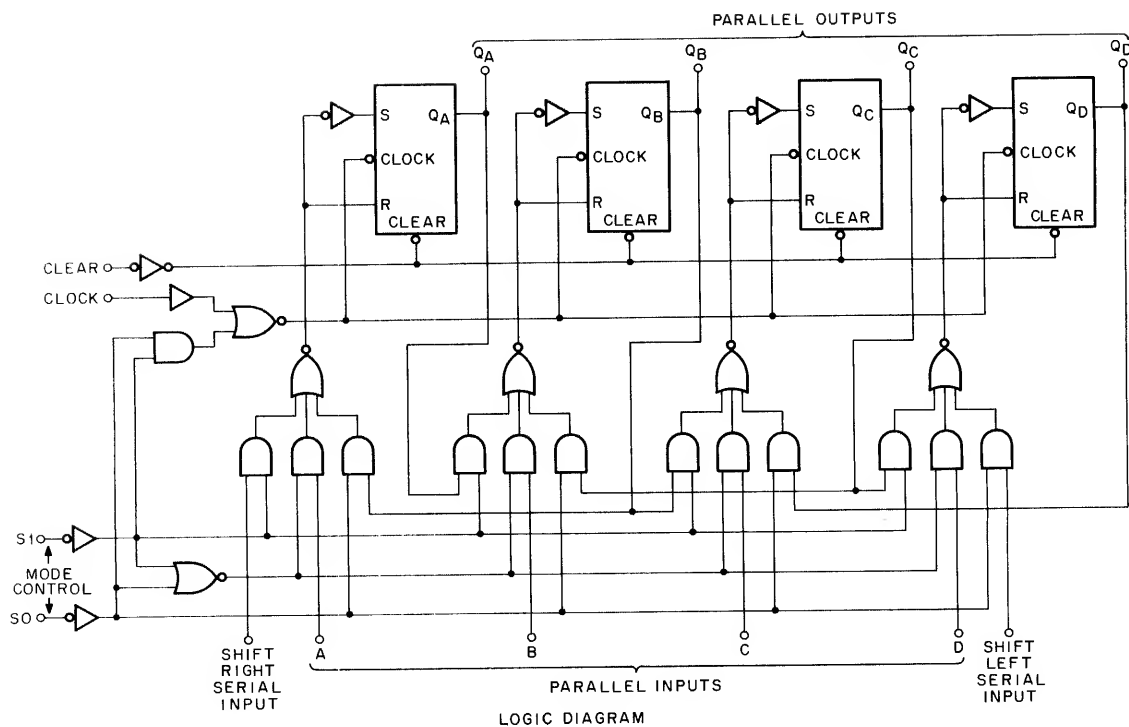 PARALLEL OUTPUTS
QA QB QC QD
S QA S QB S QC S QD
CLOCK CLOCK CLOCK CLOCK
R R R R
CLEAR CLEAR CLEAR CLEAR
CLEAR
CLOCK
S1
MODE
CONTROL
S0
SHIFT
RIGHT
SERIAL
INPUT
A B C D
SHIFT
LEFT
SERIAL
INPUT
PARALLEL INPUTS
LOGIC DIAGRAM